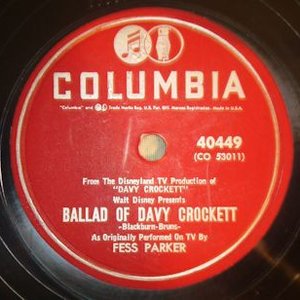 COLUMBIA
"Columbia" and Trade Marks Reg. U.S. Pat. Off. Marcas Registradas · Made in U.S.A.
40449
(CO 53011)
From The Disneyland TV Production of
"DAVY CROCKETT"
Walt Disney Presents
BALLAD OF DAVY CROCKETT
-Blackburn-Bruns-
As Originally Performed On TV By
FESS PARKER